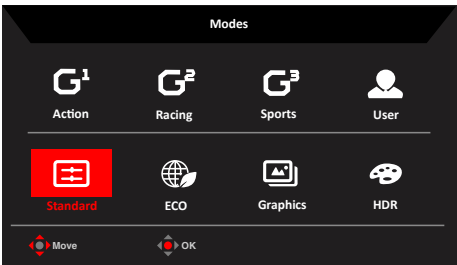 Modes
G1 G2 G3
Action Racing Sports User
Standard ECO Graphics HDR
Move OK